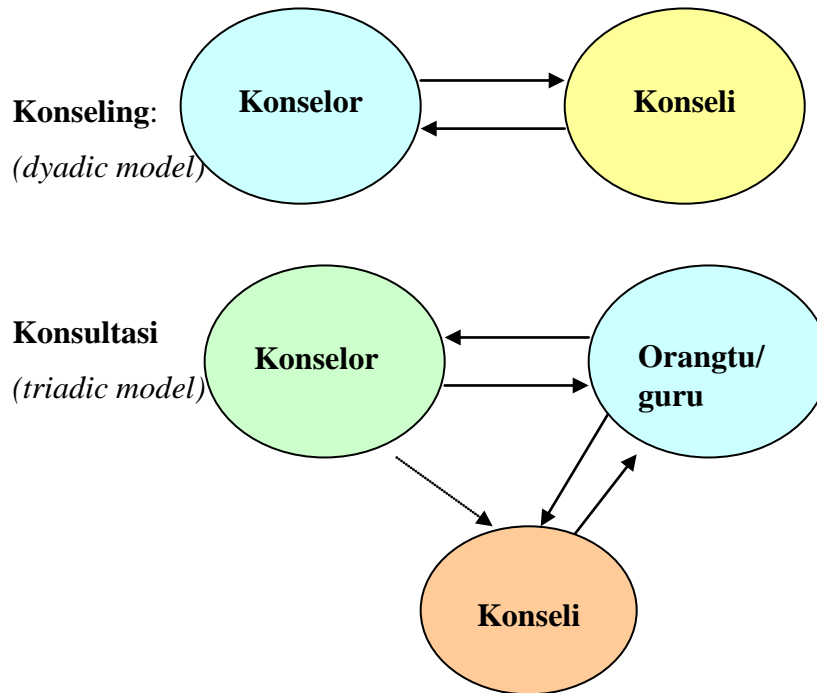 Konselor
Konseli
Konseling:
(dyadic model)
Konsultasi
(triadic model)
Konselor
Orangtu/
guru
Konseli